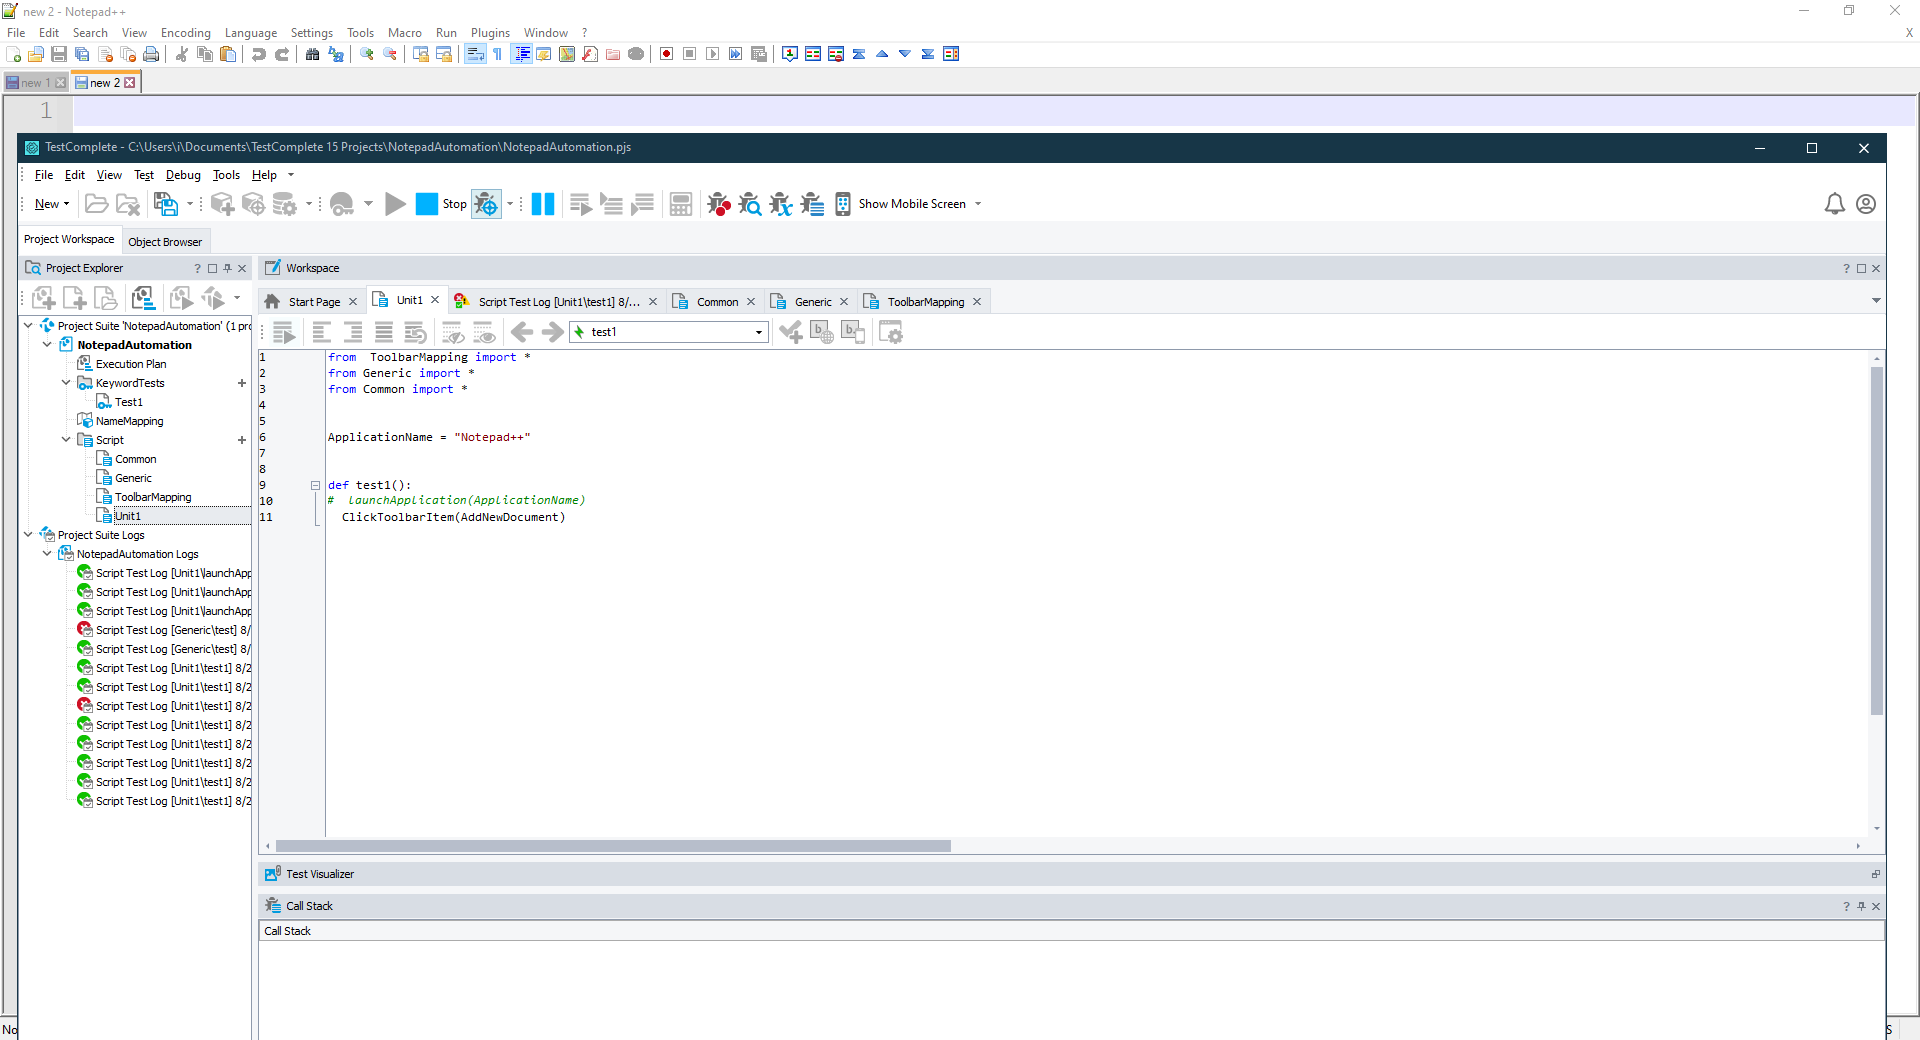 new 2 - Notepad++
File Edit Search View Encoding Language Settings Tools Macro Run Plugins Window ? X
new 1 new 2
1
TestComplete - C:\Users\i\Documents\TestComplete 15 Projects\NotepadAutomation\NotepadAutomation.pjs
File Edit View Test Debug Tools Help
New Stop Show Mobile Screen
Project Workspace Object Browser
Project Explorer
Project Suite 'NotepadAutomation' (1 pro
NotepadAutomation
Execution Plan
KeywordTests
Test1
NameMapping
Script
Common
Generic
ToolbarMapping
Unit1
Project Suite Logs
NotepadAutomation Logs
Script Test Log [Unit1\launchApp
Script Test Log [Unit1\launchApp
Script Test Log [Unit1\launchApp
Script Test Log [Generic\test] 8/
Script Test Log [Generic\test] 8/
Script Test Log [Unit1\test1] 8/2
Script Test Log [Unit1\test1] 8/2
Script Test Log [Unit1\test1] 8/2
Script Test Log [Unit1\test1] 8/2
Script Test Log [Unit1\test1] 8/2
Script Test Log [Unit1\test1] 8/2
Script Test Log [Unit1\test1] 8/2
Script Test Log [Unit1\test1] 8/2
Workspace
Start Page Unit1 Script Test Log [Unit1\test1] 8/... Common Generic ToolbarMapping
test1
1 from  ToolbarMapping import *
2 from Generic import *
3 from Common import *
4
5
6 ApplicationName = "Notepad++"
7
8
9 def test1():
10 #  launchApplication(ApplicationName)
11   ClickToolbarItem(AddNewDocument)
Test Visualizer
Call Stack
Call Stack
No
S